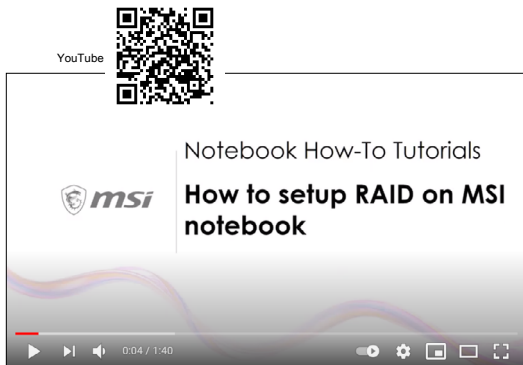 YouTube
Notebook How-To Tutorials
msi
How to setup RAID on MSI
notebook
0:04 / 1:40